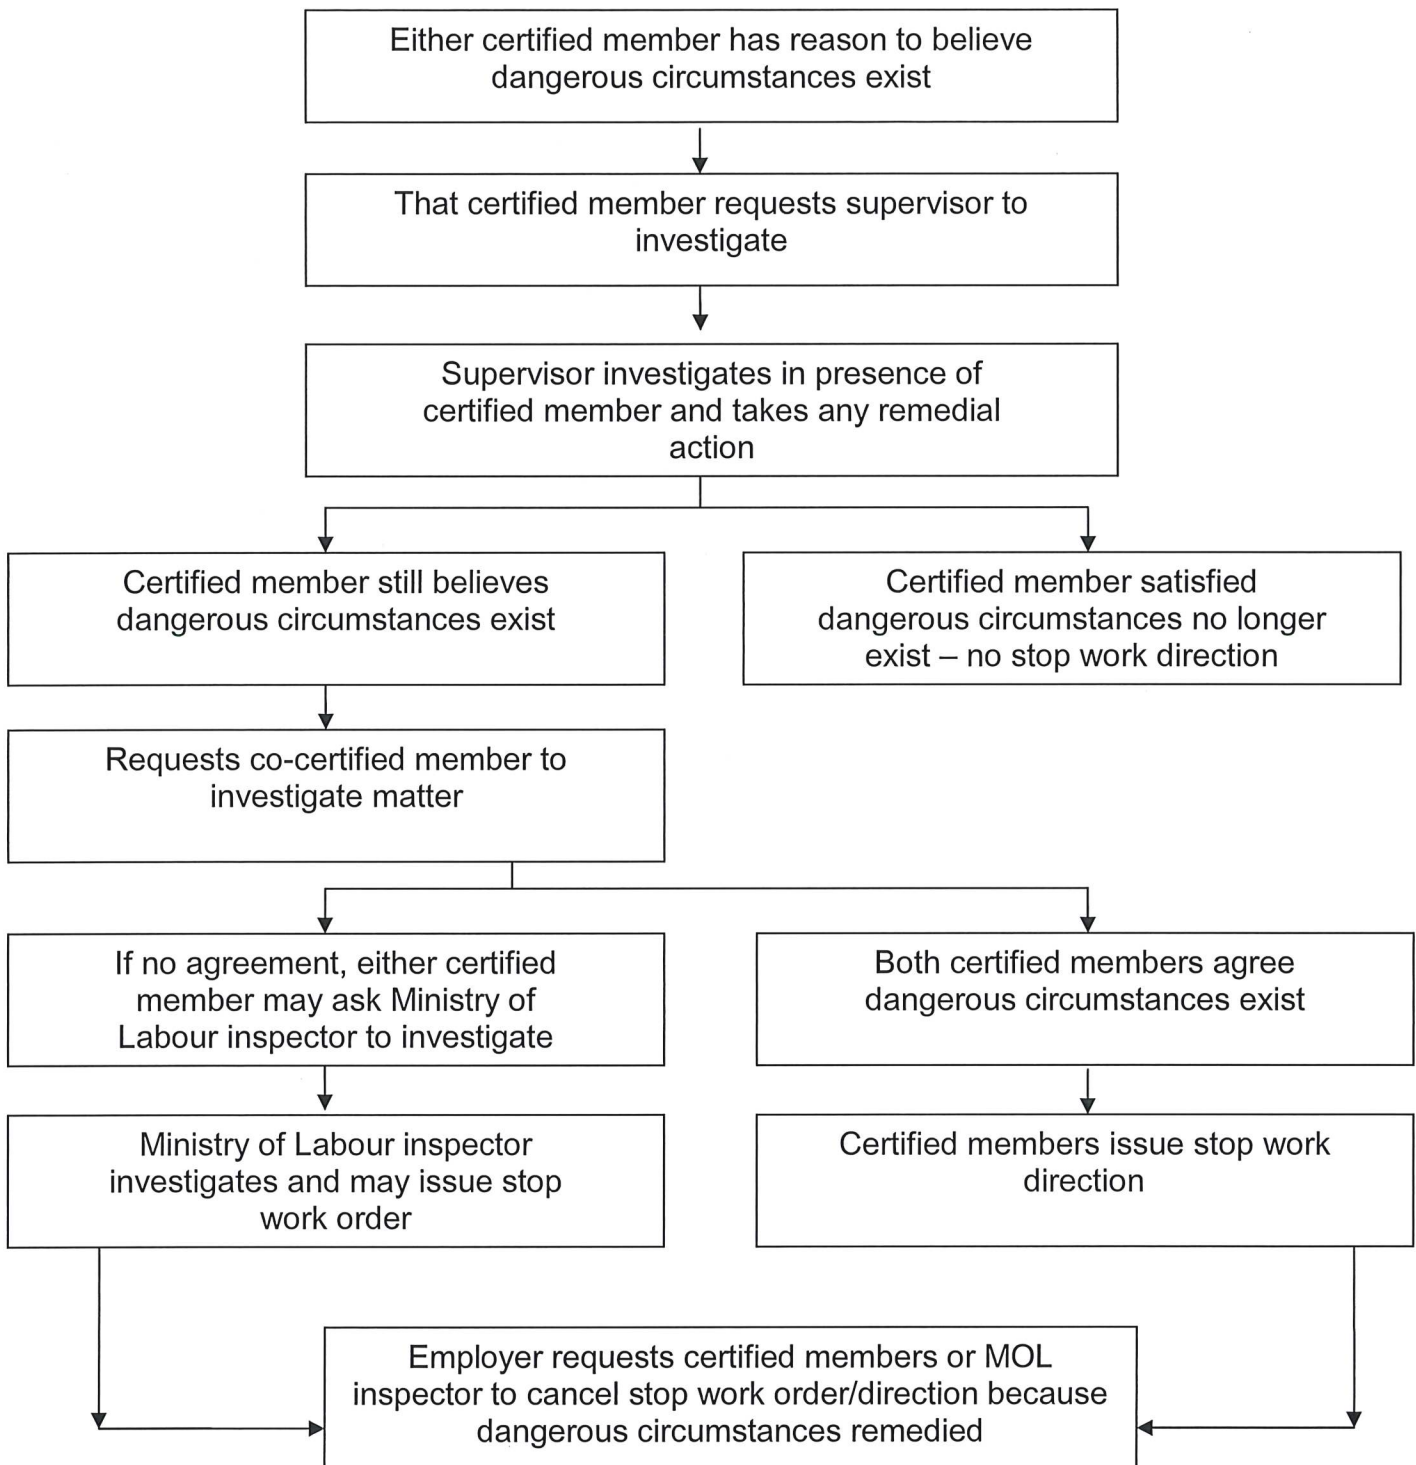 Either certified member has reason to believe
dangerous circumstances exist
That certified member requests supervisor to
investigate
Supervisor investigates in presence of
certified member and takes any remedial
action
Certified member still believes
dangerous circumstances exist
Certified member satisfied
dangerous circumstances no longer
exist – no stop work direction
Requests co-certified member to
investigate matter
If no agreement, either certified
member may ask Ministry of
Labour inspector to investigate
Both certified members agree
dangerous circumstances exist
Ministry of Labour inspector
investigates and may issue stop
work order
Certified members issue stop work
direction
Employer requests certified members or MOL
inspector to cancel stop work order/direction because
dangerous circumstances remedied